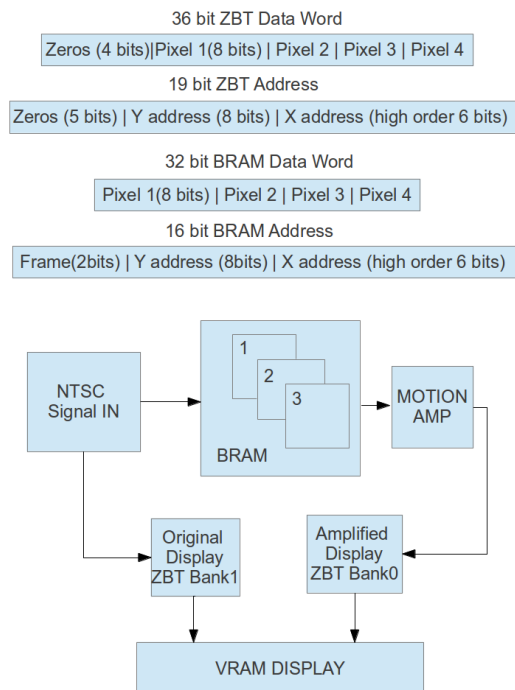 36 bit ZBT Data Word
Zeros (4 bits)|Pixel 1(8 bits) | Pixel 2 | Pixel 3 | Pixel 4
19 bit ZBT Address
Zeros (5 bits) | Y address (8 bits) | X address (high order 6 bits)
32 bit BRAM Data Word
Pixel 1(8 bits) | Pixel 2 | Pixel 3 | Pixel 4
16 bit BRAM Address
Frame(2bits) | Y address (8bits) | X address (high order 6 bits)
NTSC
Signal IN
1
2
3
BRAM
MOTION
AMP
Original
Display
ZBT Bank1
Amplified
Display
ZBT Bank0
VRAM DISPLAY